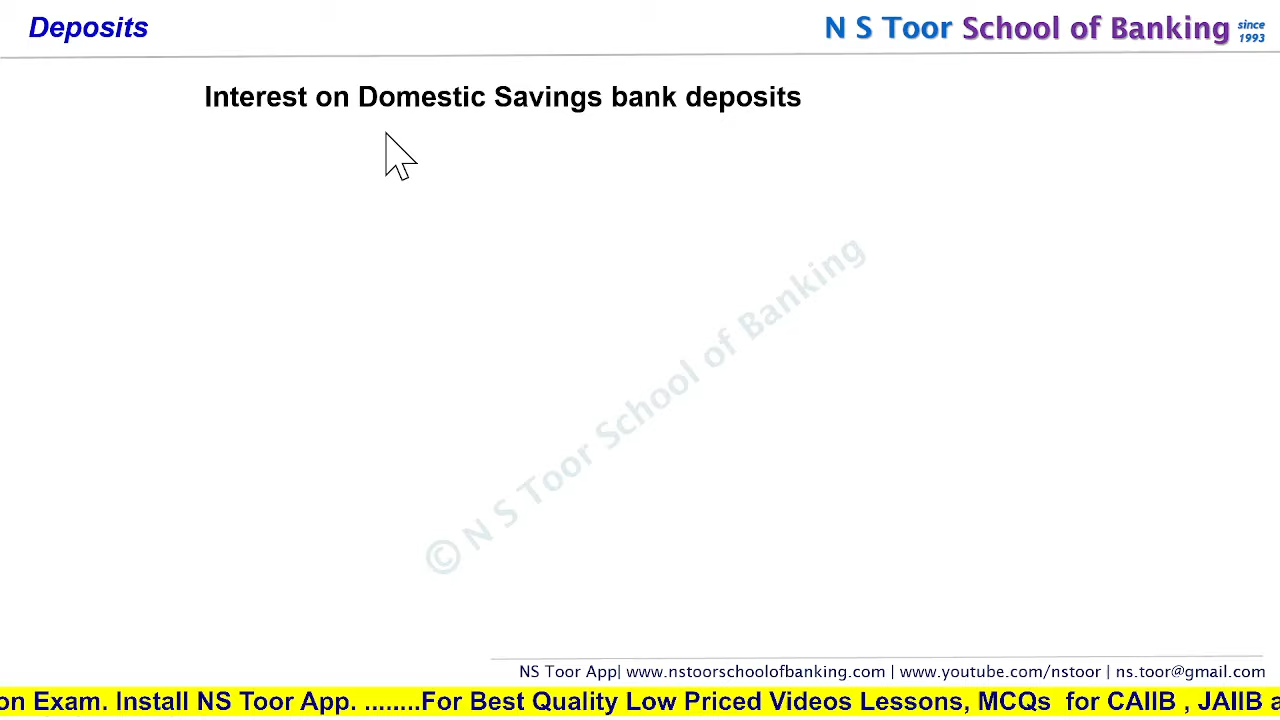 Deposits
N S Toor School of Banking since 1993
Interest on Domestic Savings bank deposits
© N S Toor School of Banking
NS Toor App| www.nstoorschoolofbanking.com | www.youtube.com/nstoor | ns.toor@gmail.com
on Exam. Install NS Toor App. ........For Best Quality Low Priced Videos Lessons, MCQs for CAIIB , JAIIB a